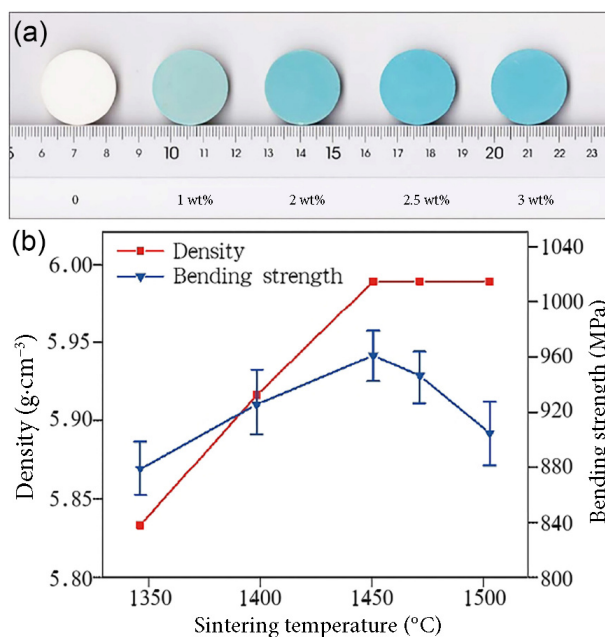 (a)
5 6 7 8 9 10 11 12 13 14 15 16 17 18 19 20 21 22 23
0 1 wt% 2 wt% 2.5 wt% 3 wt%
(b)
Density
Bending strength
6.00
5.95
5.90
5.85
5.80
Density (g·cm⁻³)
1040
1000
960
920
880
840
800
Bending strength (MPa)
1350 1400 1450 1500
Sintering temperature (°C)